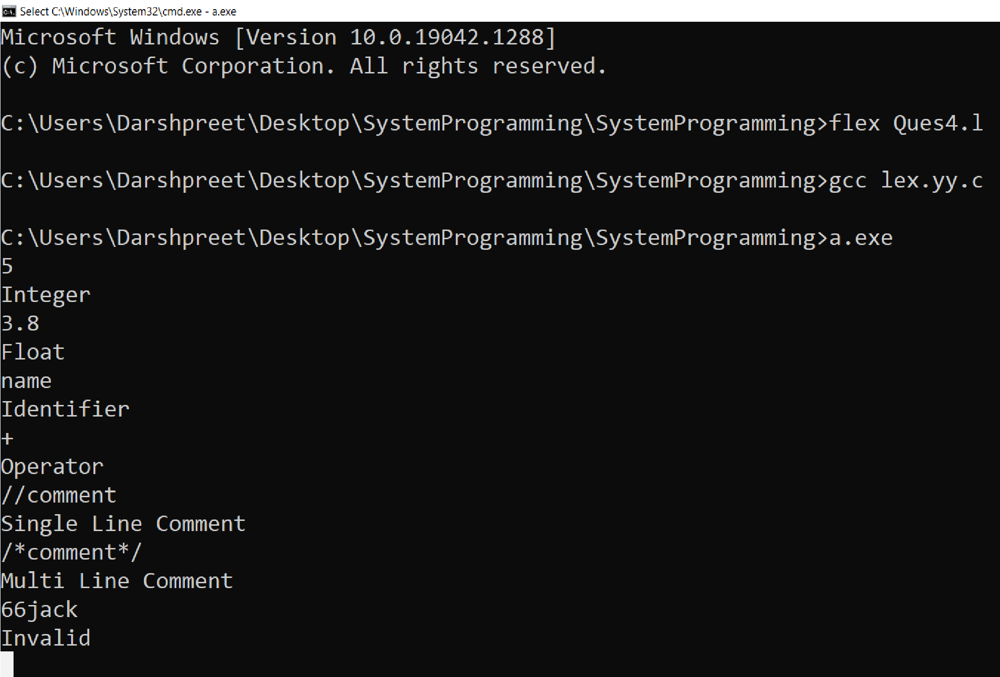 Select C:\Windows\System32\cmd.exe - a.exe
Microsoft Windows [Version 10.0.19042.1288]
(c) Microsoft Corporation. All rights reserved.
C:\Users\Darshpreet\Desktop\SystemProgramming\SystemProgramming>flex Ques4.l
C:\Users\Darshpreet\Desktop\SystemProgramming\SystemProgramming>gcc lex.yy.c
C:\Users\Darshpreet\Desktop\SystemProgramming\SystemProgramming>a.exe
5
Integer
3.8
Float
name
Identifier
+
Operator
//comment
Single Line Comment
/*comment*/
Multi Line Comment
66jack
Invalid